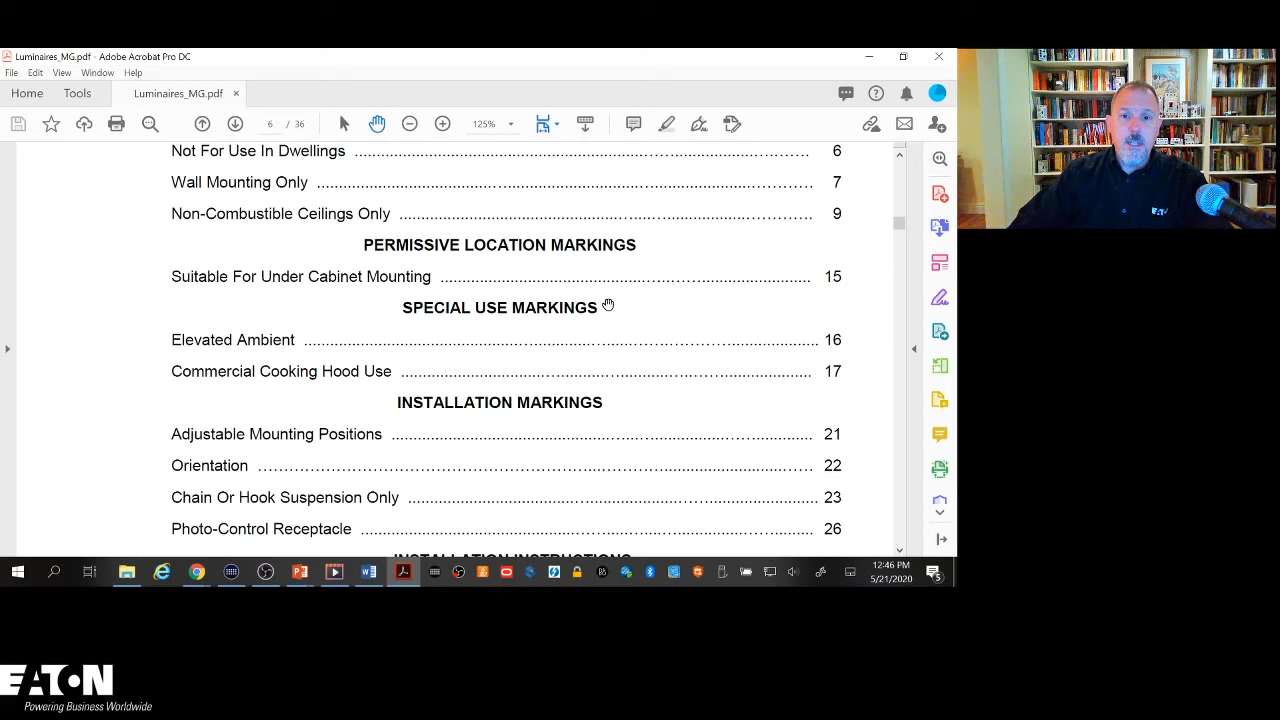 Luminaires_MG.pdf - Adobe Acrobat Pro DC
File Edit View Window Help
Home Tools Luminaires_MG.pdf ×
6 / 36 125%
Not For Use In Dwellings 6
Wall Mounting Only 7
Non-Combustible Ceilings Only 9
PERMISSIVE LOCATION MARKINGS
Suitable For Under Cabinet Mounting 15
SPECIAL USE MARKINGS
Elevated Ambient 16
Commercial Cooking Hood Use 17
INSTALLATION MARKINGS
Adjustable Mounting Positions 21
Orientation 22
Chain Or Hook Suspension Only 23
Photo-Control Receptacle 26
INSTALLATION INSTRUCTIONS
12:46 PM
5/21/2020
5
EATON
Powering Business Worldwide